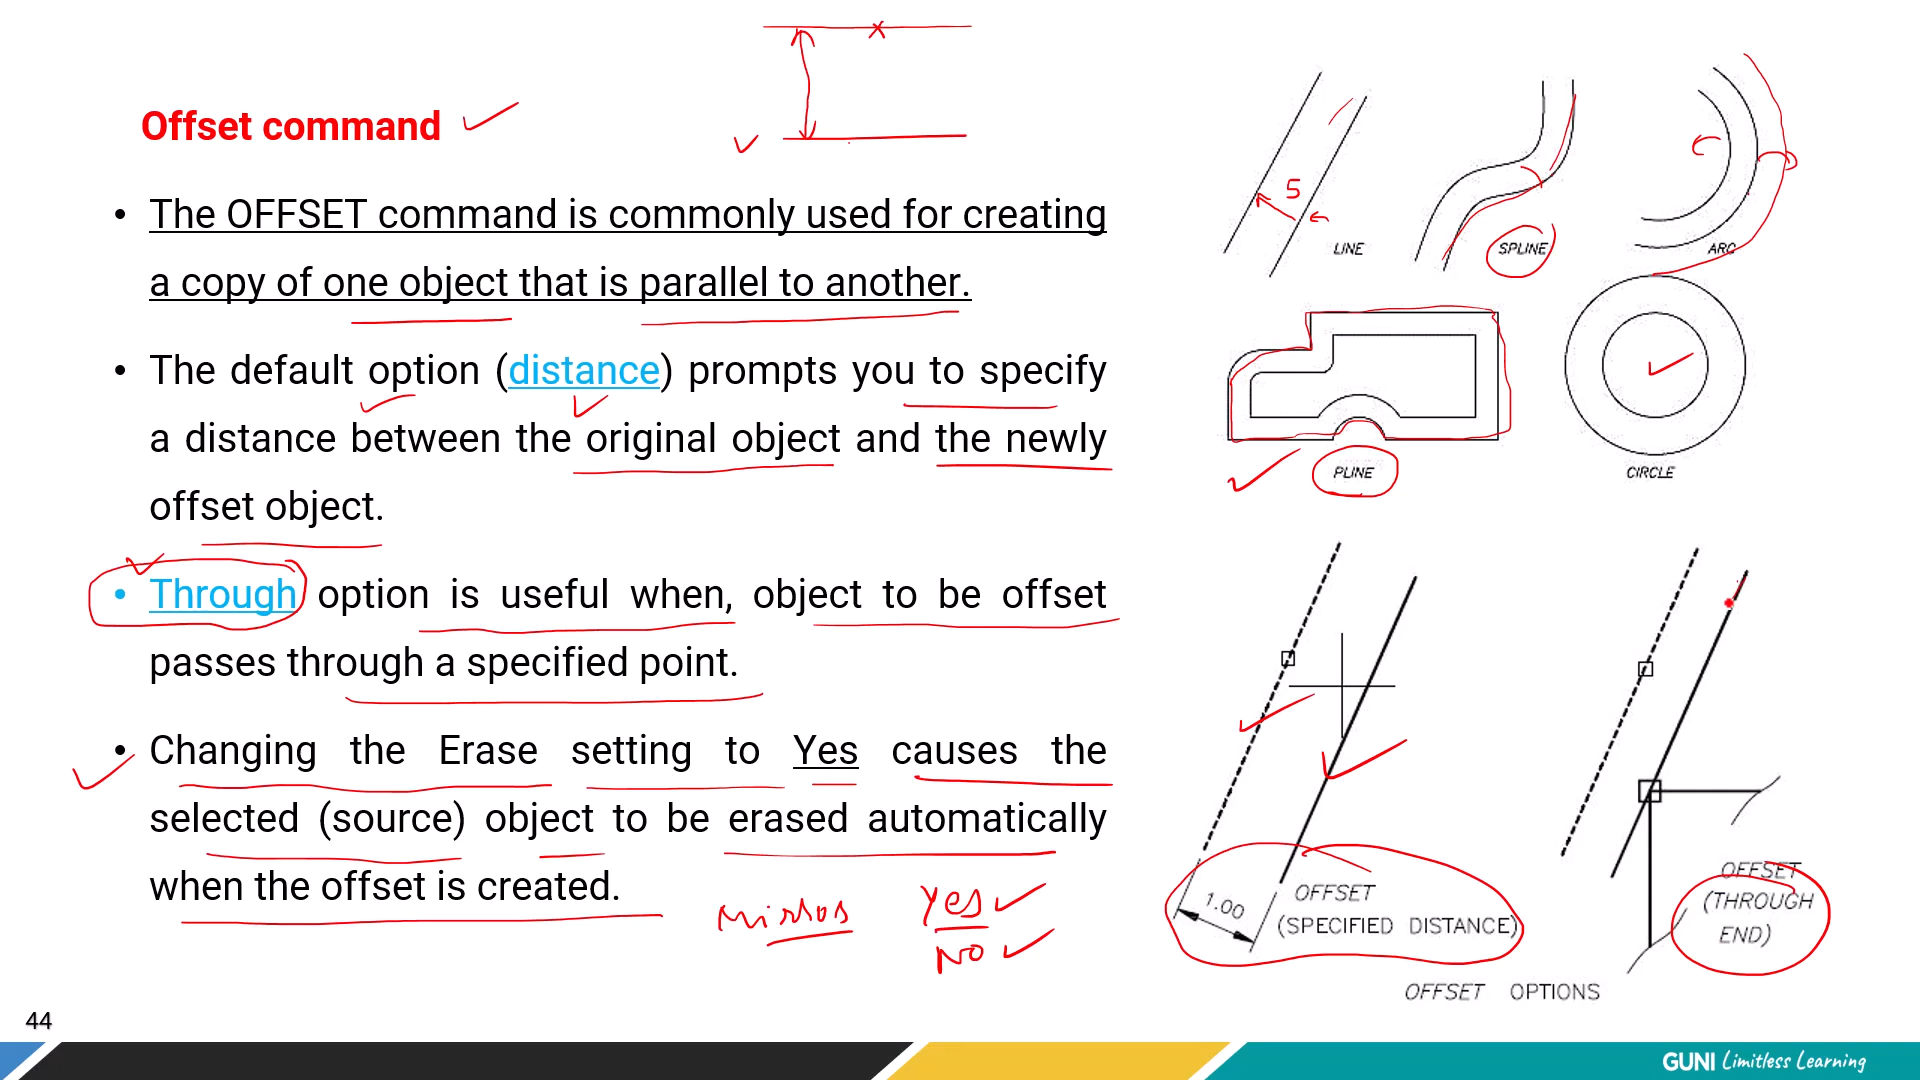 Offset command
• The OFFSET command is commonly used for creating
a copy of one object that is parallel to another.
• The default option (distance) prompts you to specify
a distance between the original object and the newly
offset object.
• Through option is useful when, object to be offset
passes through a specified point.
• Changing the Erase setting to Yes causes the
selected (source) object to be erased automatically
when the offset is created.
Yes
No
5
LINE
SPLINE
ARC
PLINE
CIRCLE
1.00
OFFSET
(SPECIFIED DISTANCE)
OFFSET
(THROUGH
END)
OFFSET OPTIONS
44
GUNI Limitless Learning